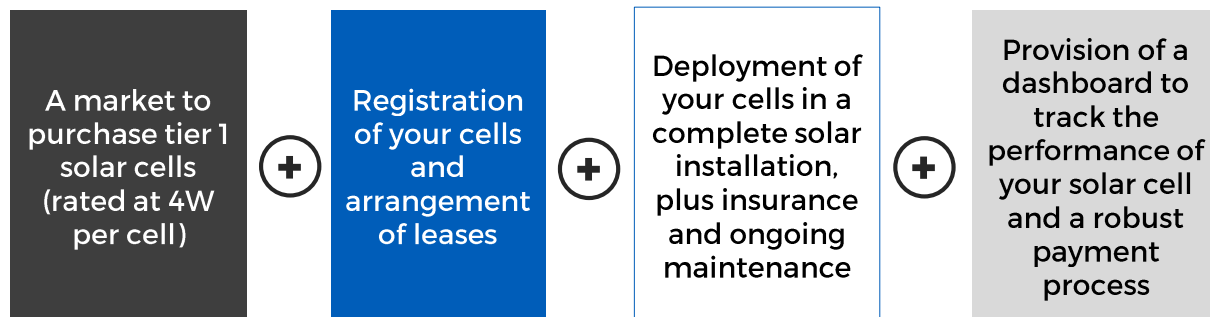 A market to
purchase tier 1
solar cells
(rated at 4W
per cell)
+
Registration
of your cells
and
arrangement
of leases
+
Deployment of
your cells in a
complete solar
installation,
plus insurance
and ongoing
maintenance
+
Provision of a
dashboard to
track the
performance of
your solar cell
and a robust
payment
process